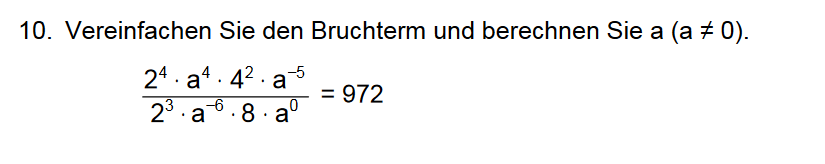 10. Vereinfachen Sie den Bruchterm und berechnen Sie a (a ≠ 0).
2⁴ · a⁴ · 4² · a⁻⁵
2³ · a⁻⁶ · 8 · a⁰
= 972